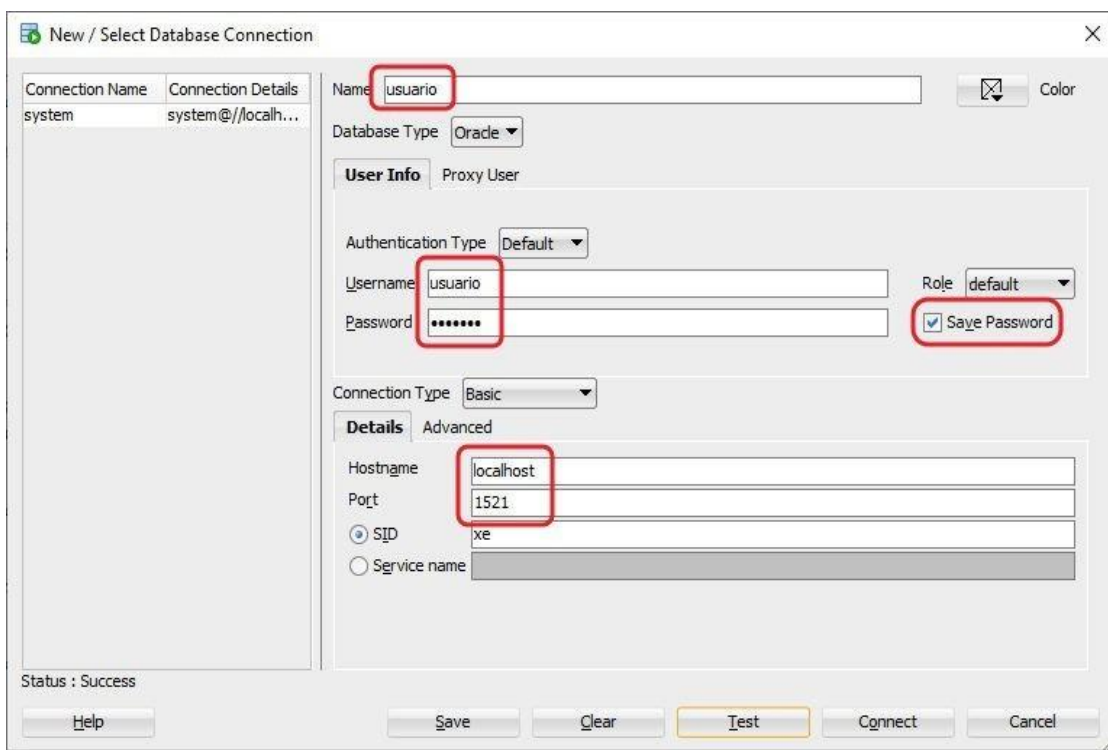 New / Select Database Connection
Connection Name Connection Details
system system@//localh...
Name usuario Color
Database Type Oracle
User Info Proxy User
Authentication Type Default
Username usuario Role default
Password ••••••• Save Password
Connection Type Basic
Details Advanced
Hostname localhost
Port 1521
SID xe
Service name
Status : Success
Help Save Clear Test Connect Cancel